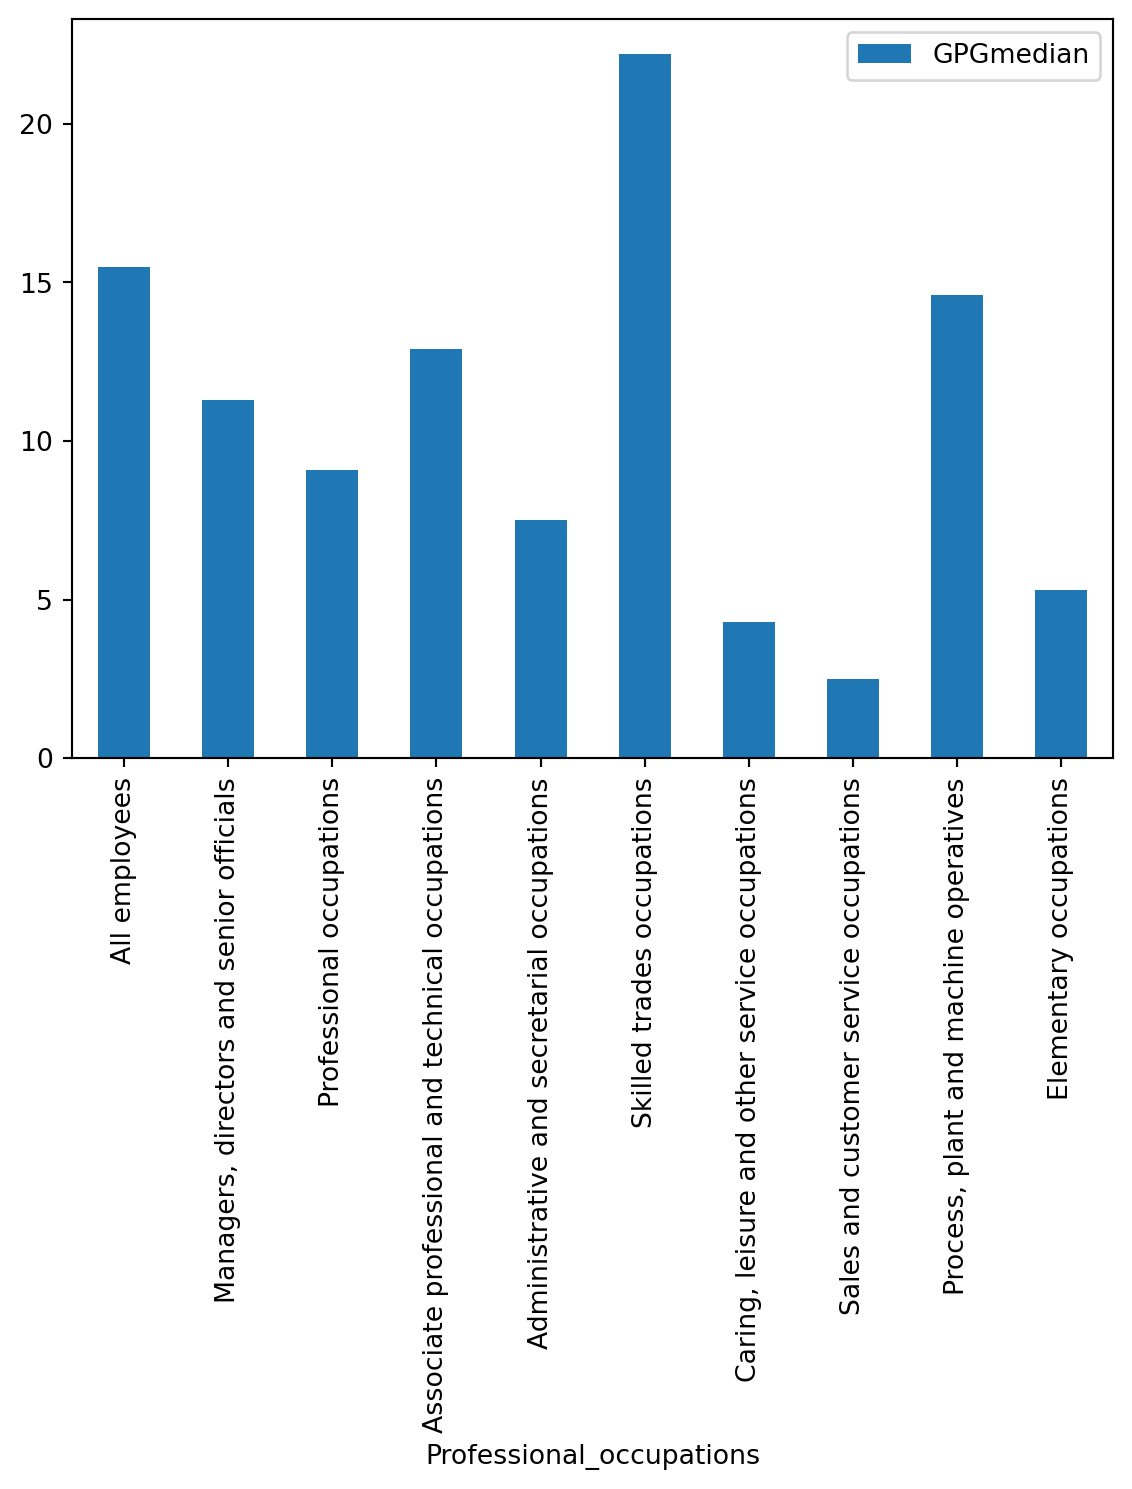 GPGmedian
20
15
10
5
0
All employees
Managers, directors and senior officials
Professional occupations
Associate professional and technical occupations
Administrative and secretarial occupations
Skilled trades occupations
Caring, leisure and other service occupations
Sales and customer service occupations
Process, plant and machine operatives
Elementary occupations
Professional_occupations